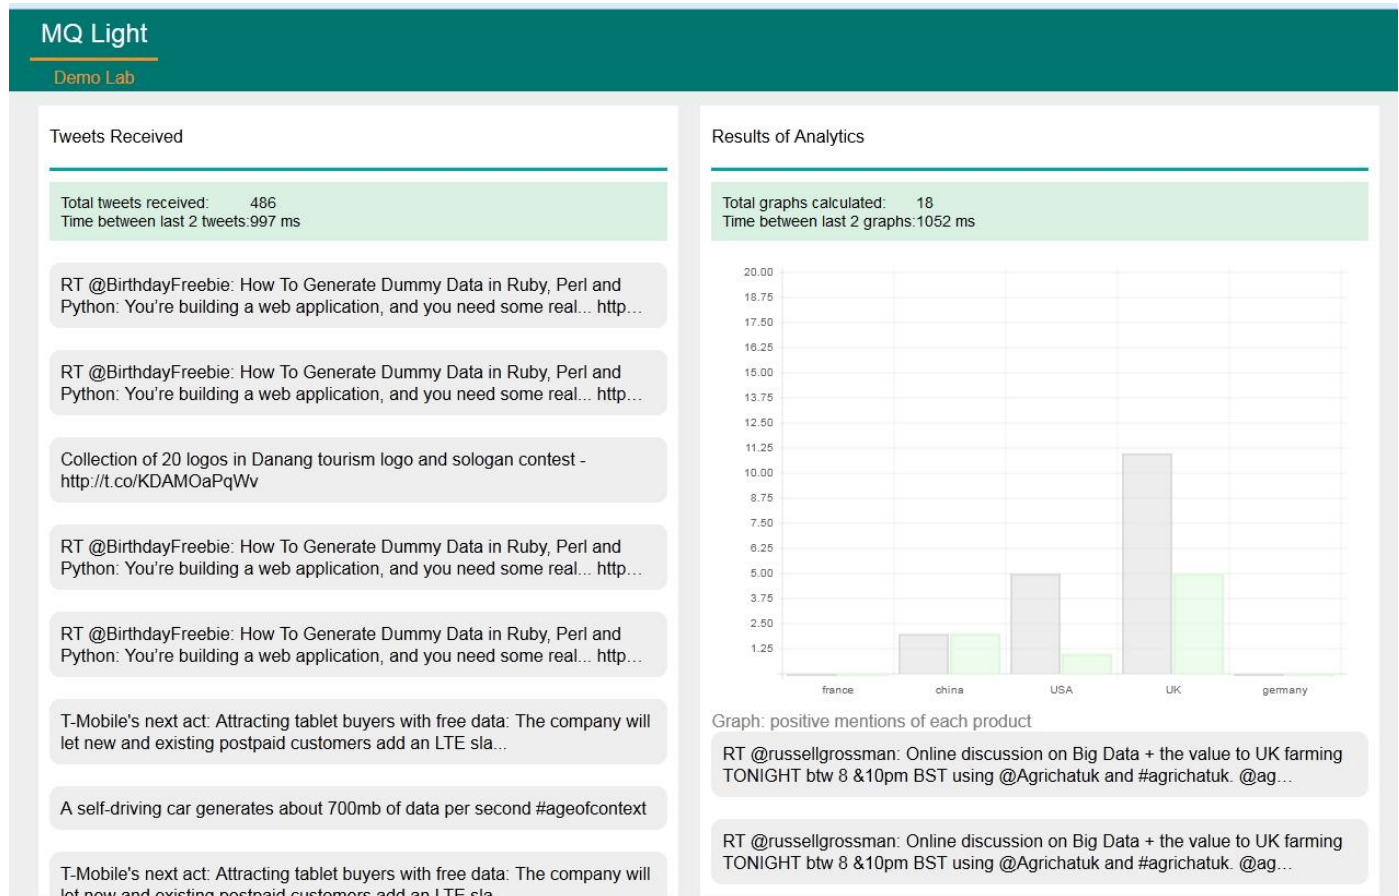 MQ Light
Demo Lab
Tweets Received
Total tweets received: 486
Time between last 2 tweets:997 ms
RT @BirthdayFreebie: How To Generate Dummy Data in Ruby, Perl and
Python: You’re building a web application, and you need some real... http…
RT @BirthdayFreebie: How To Generate Dummy Data in Ruby, Perl and
Python: You’re building a web application, and you need some real... http…
Collection of 20 logos in Danang tourism logo and sologan contest -
http://t.co/KDAMOaPqWv
RT @BirthdayFreebie: How To Generate Dummy Data in Ruby, Perl and
Python: You’re building a web application, and you need some real... http…
RT @BirthdayFreebie: How To Generate Dummy Data in Ruby, Perl and
Python: You’re building a web application, and you need some real... http…
T-Mobile's next act: Attracting tablet buyers with free data: The company will
let new and existing postpaid customers add an LTE sla...
A self-driving car generates about 700mb of data per second #ageofcontext
T-Mobile's next act: Attracting tablet buyers with free data: The company will
let new and existing postpaid customers add an LTE sla
Results of Analytics
Total graphs calculated: 18
Time between last 2 graphs:1052 ms
20.00
18.75
17.50
16.25
15.00
13.75
12.50
11.25
10.00
8.75
7.50
6.25
5.00
3.75
2.50
1.25
france china USA UK germany
Graph: positive mentions of each product
RT @russellgrossman: Online discussion on Big Data + the value to UK farming
TONIGHT btw 8 &10pm BST using @Agrichatuk and #agrichatuk. @ag…
RT @russellgrossman: Online discussion on Big Data + the value to UK farming
TONIGHT btw 8 &10pm BST using @Agrichatuk and #agrichatuk. @ag…